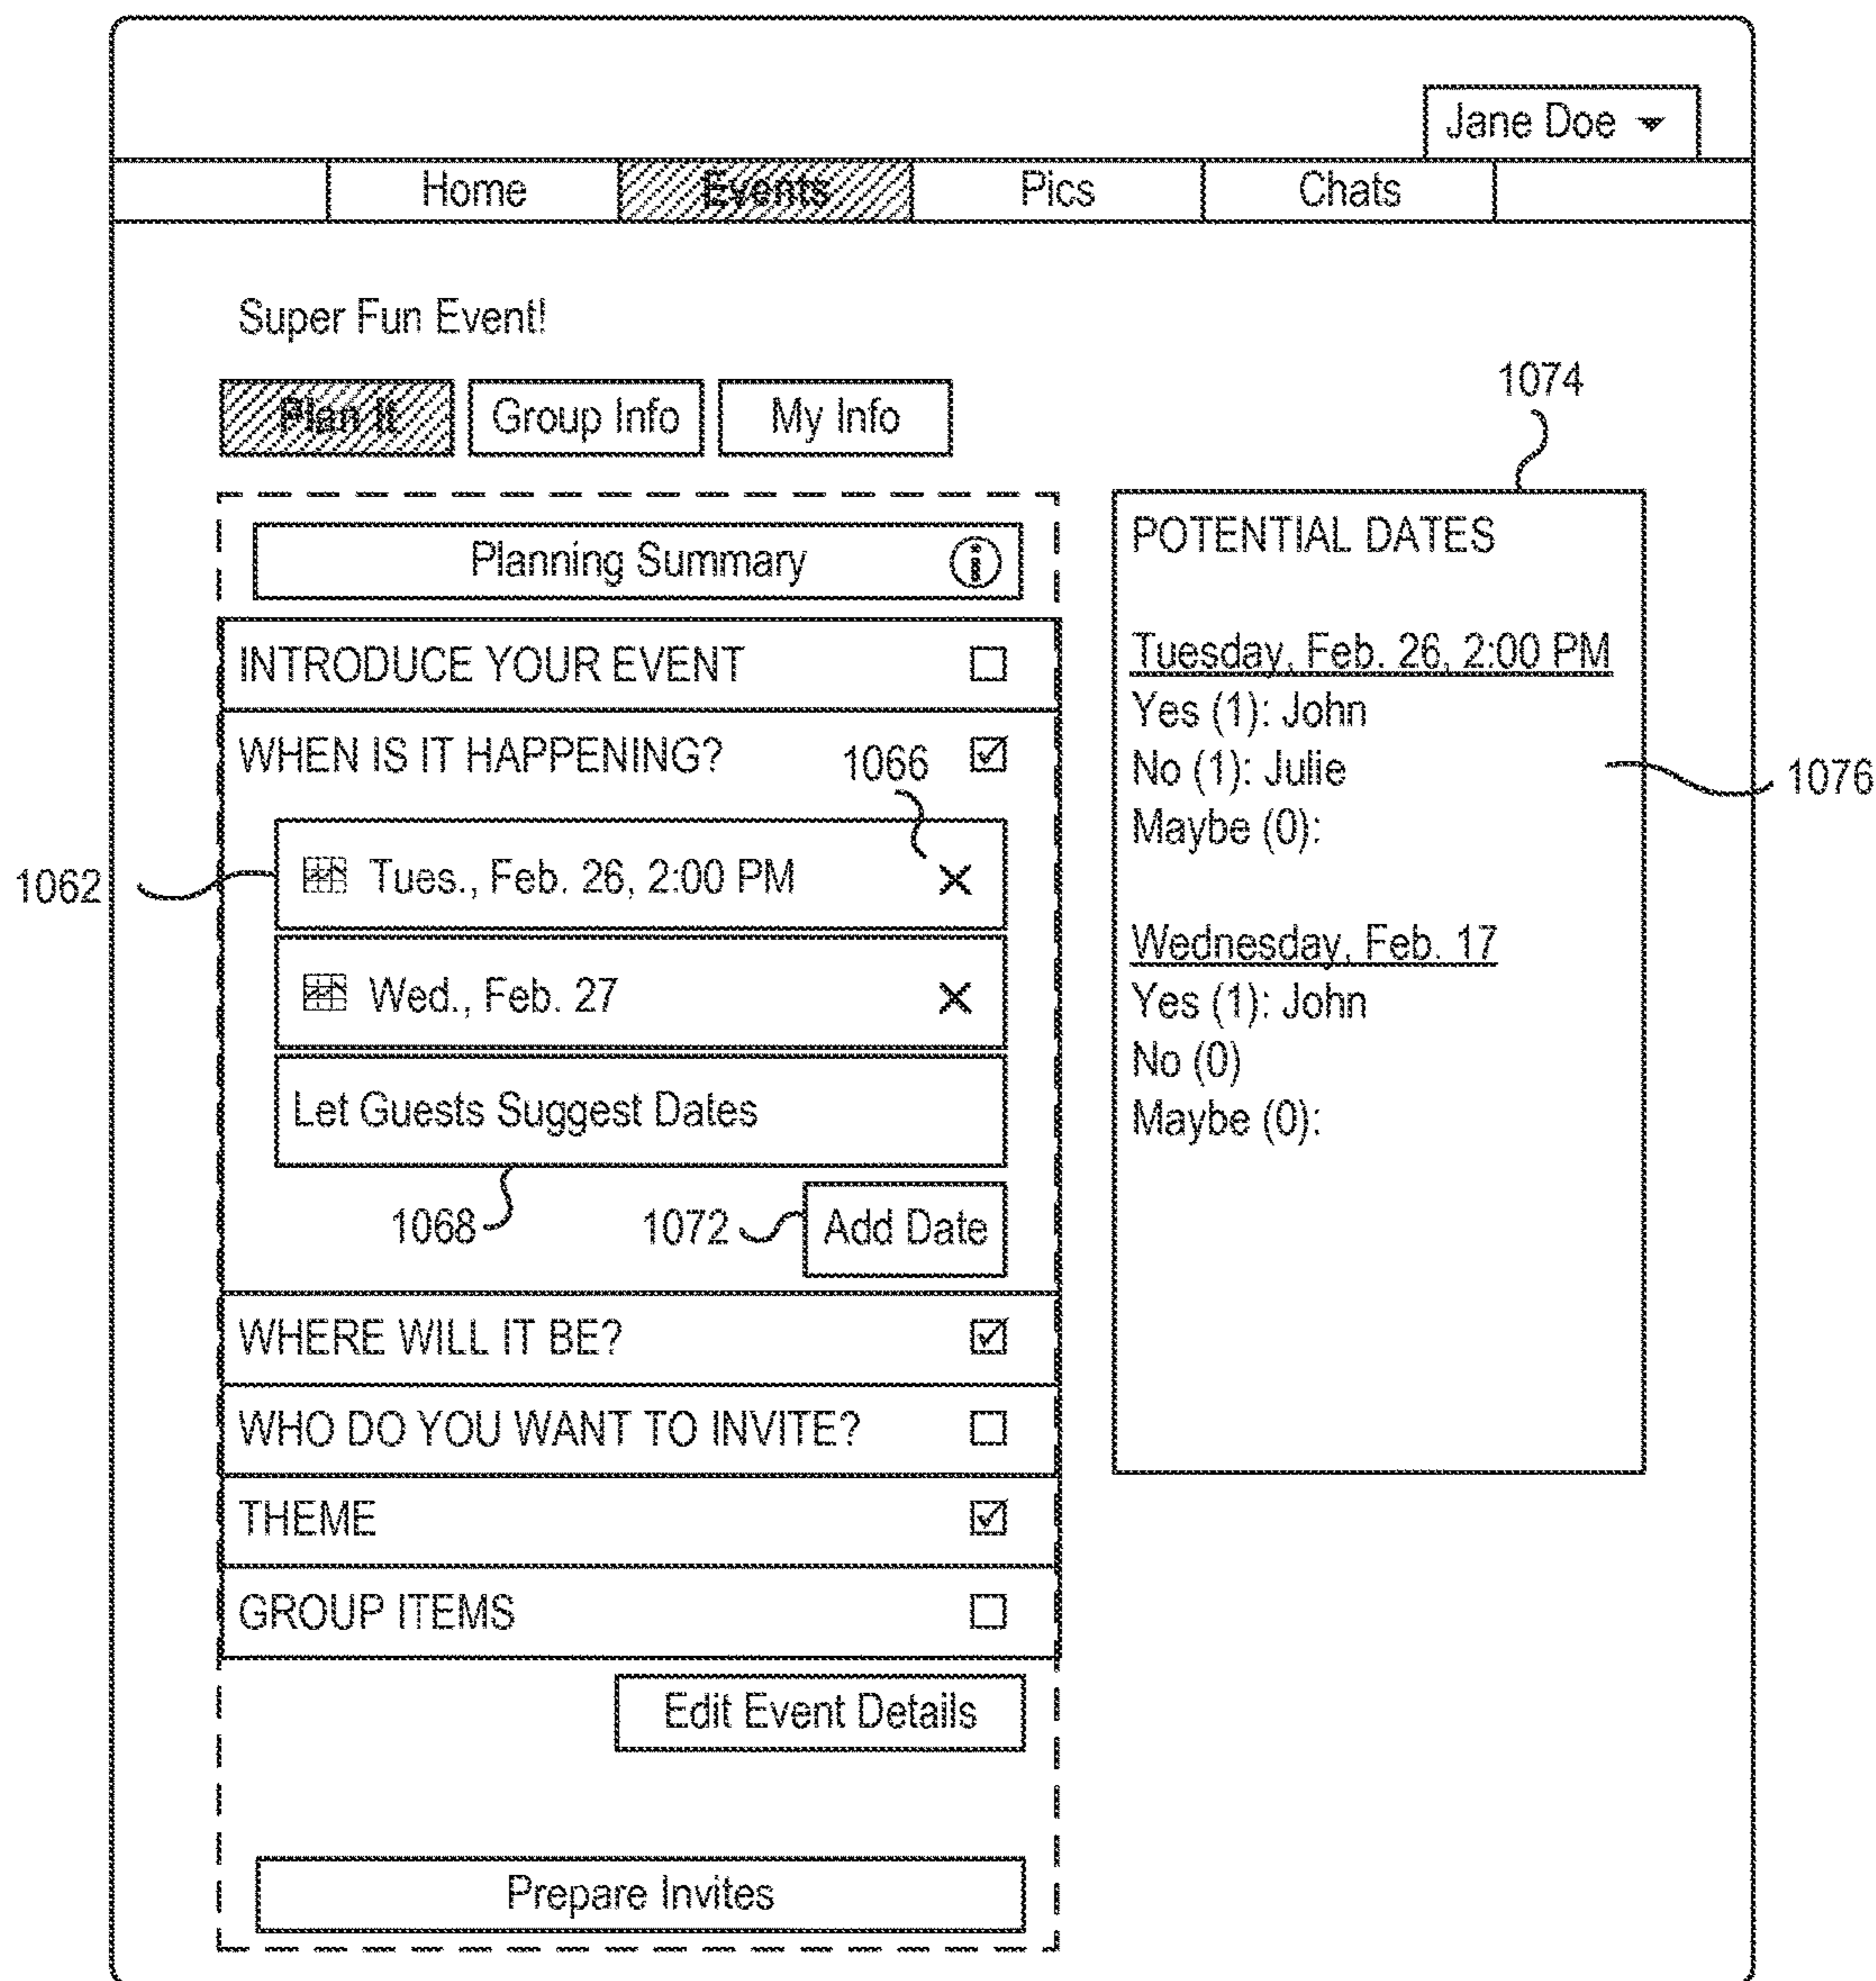 Jane Doe
Home Events Pics Chats
Super Fun Event!
Plan It Group Info My Info
1074
Planning Summary
INTRODUCE YOUR EVENT
WHEN IS IT HAPPENING?
1066
1062
Tues., Feb. 26, 2:00 PM
Wed., Feb. 27
Let Guests Suggest Dates
1068
1072
Add Date
WHERE WILL IT BE?
WHO DO YOU WANT TO INVITE?
THEME
GROUP ITEMS
Edit Event Details
Prepare Invites
POTENTIAL DATES
Tuesday, Feb. 26, 2:00 PM
Yes (1): John
No (1): Julie
1076
Maybe (0):
Wednesday, Feb. 17
Yes (1): John
No (0)
Maybe (0):